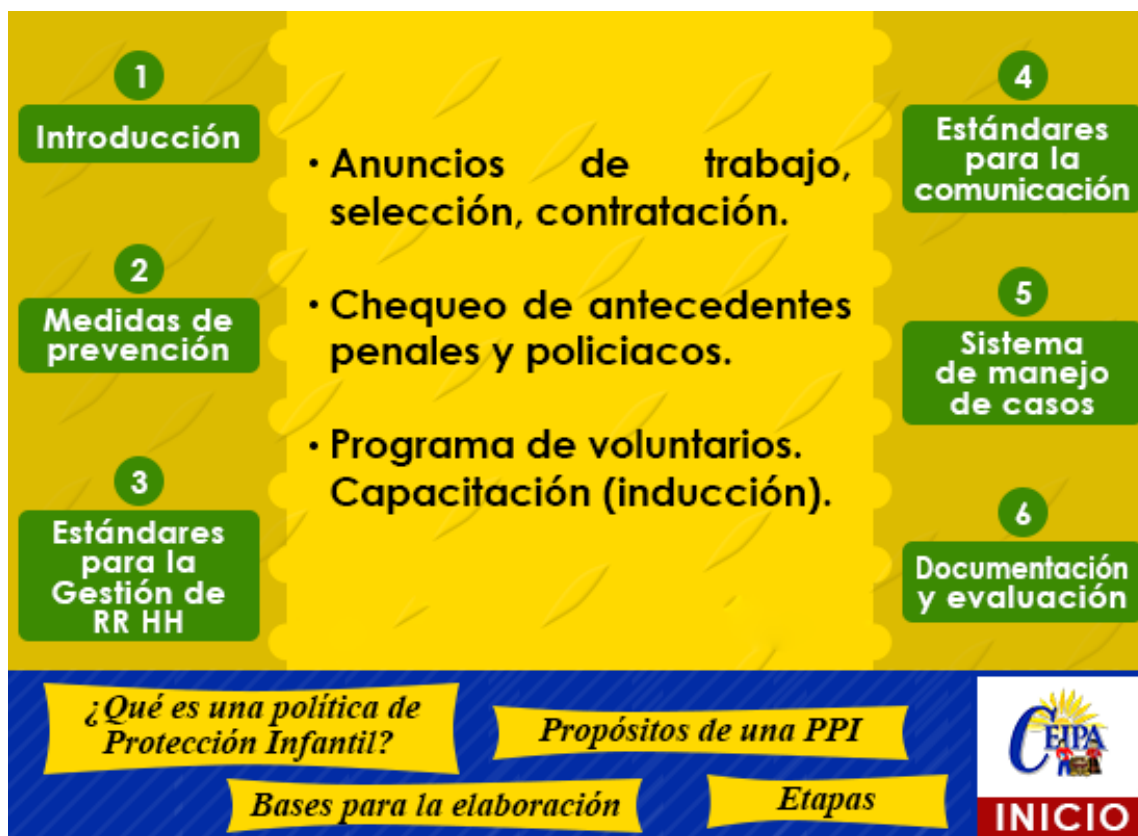 1
Introducción
2
Medidas de
prevención
3
Estándares
para la
Gestión de
RR HH
· Anuncios de trabajo,
selección, contratación.
· Chequeo de antecedentes
penales y policiacos.
· Programa de voluntarios.
Capacitación (inducción).
4
Estándares
para la
comunicación
5
Sistema
de manejo
de casos
6
Documentación
y evaluación
¿Qué es una política de
Protección Infantil?
Propósitos de una PPI
Bases para la elaboración
Etapas
CEIPA
INICIO